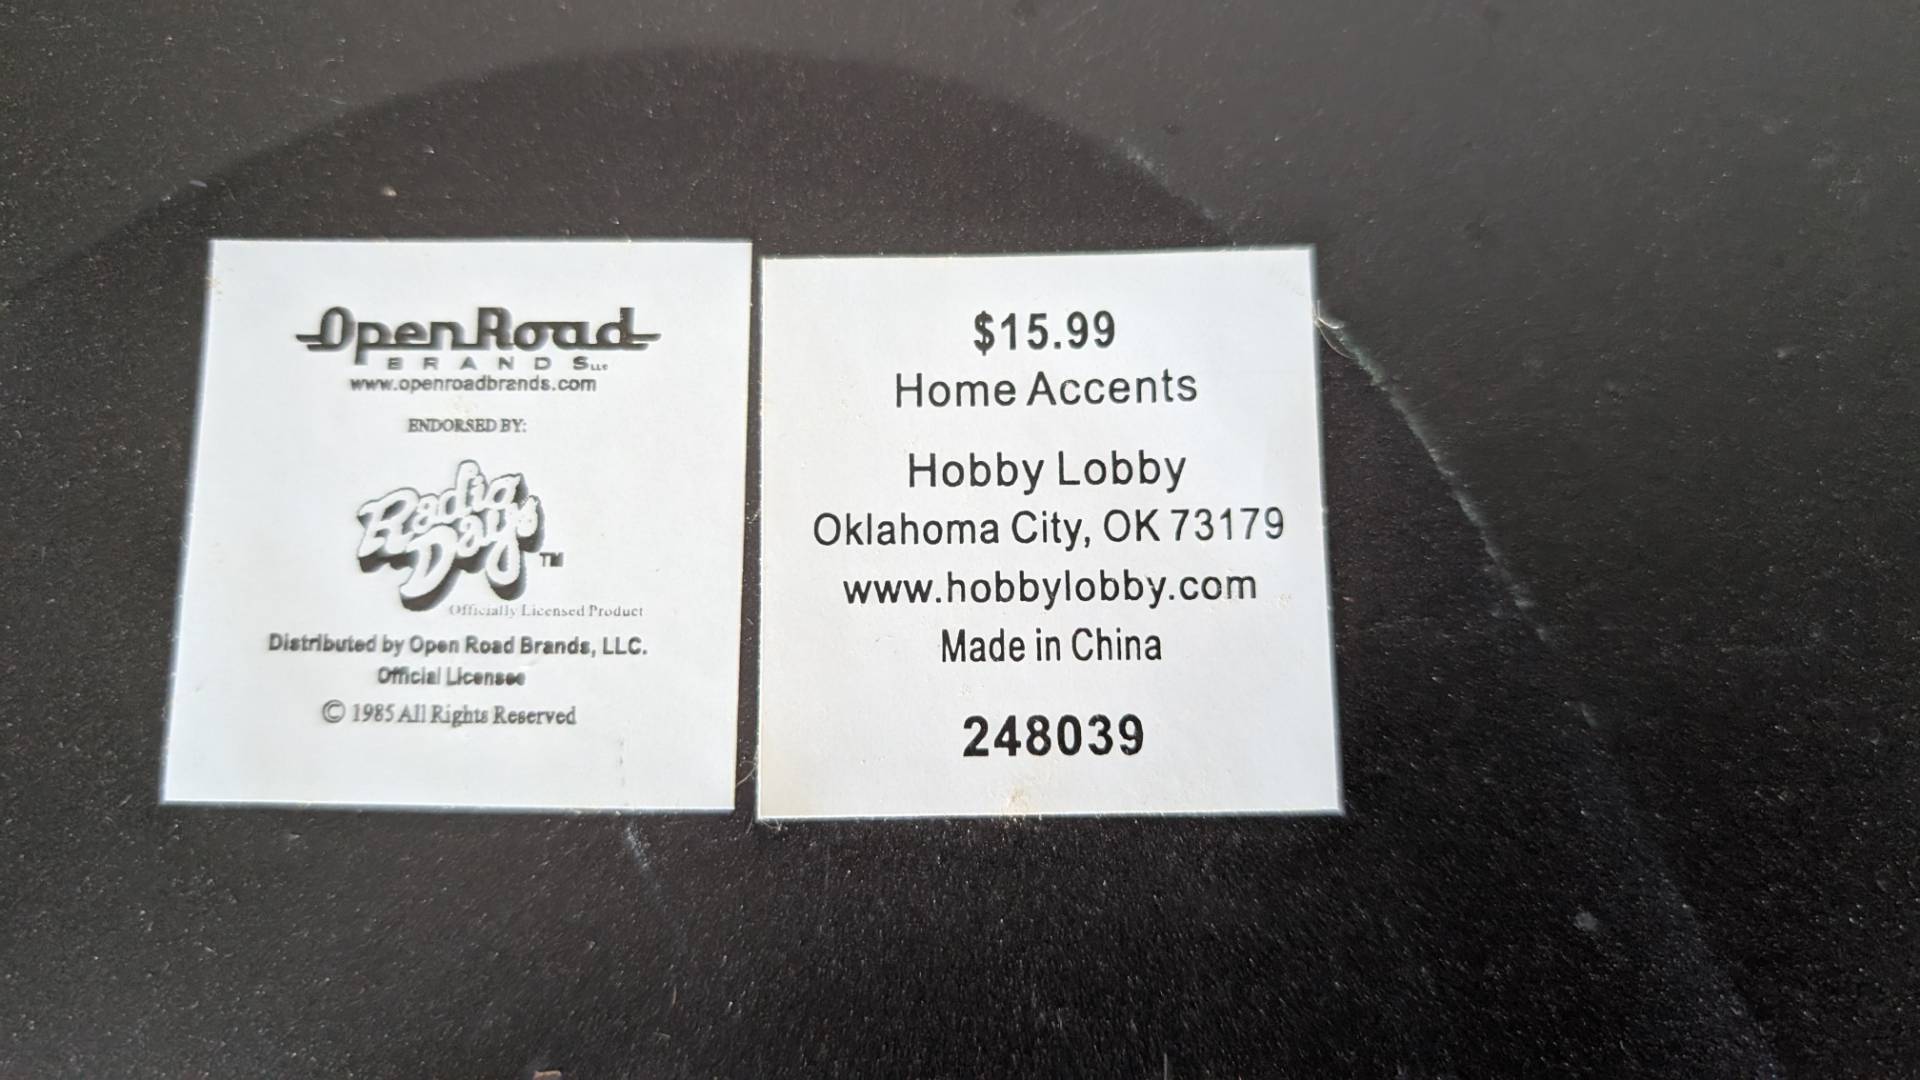 Open Road
BRANDS LLC
www.openroadbrands.com
ENDORSED BY:
Radio
Days
TM
Officially Licensed Product
Distributed by Open Road Brands, LLC.
Official Licensee
© 1985 All Rights Reserved
$15.99
Home Accents
Hobby Lobby
Oklahoma City, OK 73179
www.hobbylobby.com
Made in China
248039